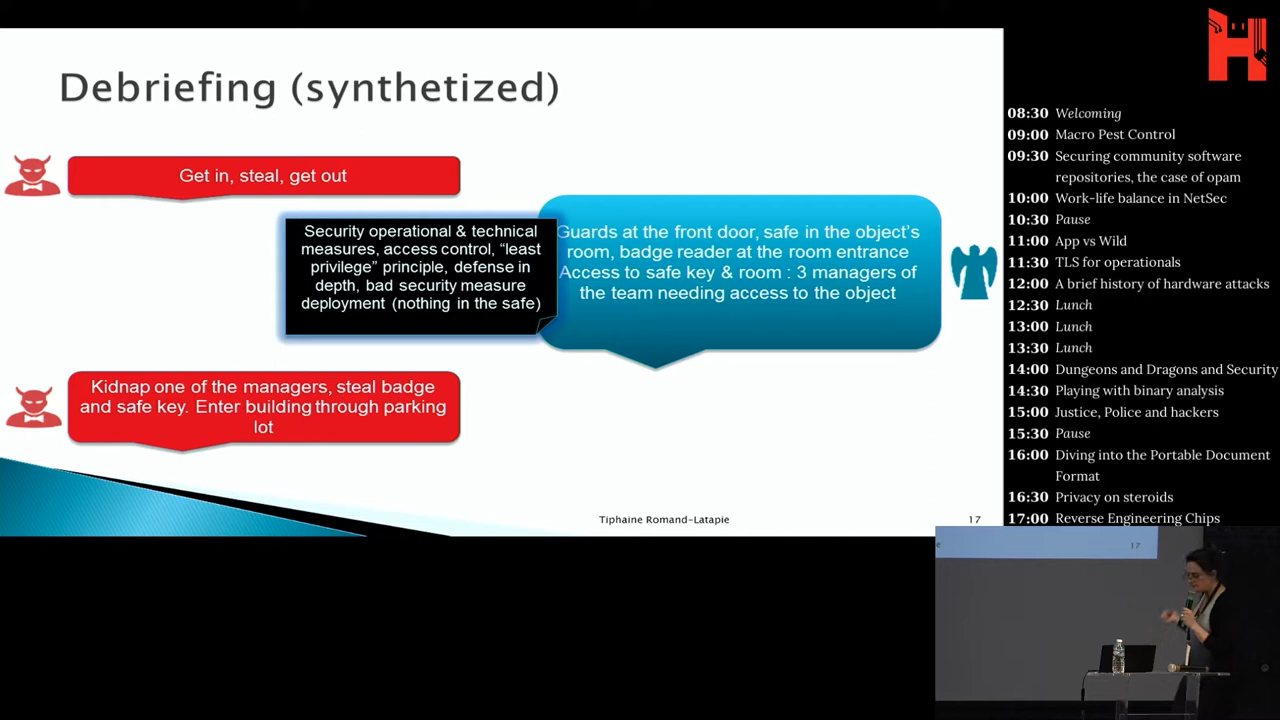 Debriefing (synthetized)
Get in, steal, get out
Security operational & technical
measures, access control, “least
privilege” principle, defense in
depth, bad security measure
deployment (nothing in the safe)
Guards at the front door, safe in the object’s
room, badge reader at the room entrance
Access to safe key & room : 3 managers of
the team needing access to the object
Kidnap one of the managers, steal badge
and safe key. Enter building through parking
lot
Tiphaine Romand-Latapie
17
H
08:30 Welcoming
09:00 Macro Pest Control
09:30 Securing community software
repositories, the case of opam
10:00 Work-life balance in NetSec
10:30 Pause
11:00 App vs Wild
11:30 TLS for operationals
12:00 A brief history of hardware attacks
12:30 Lunch
13:00 Lunch
13:30 Lunch
14:00 Dungeons and Dragons and Security
14:30 Playing with binary analysis
15:00 Justice, Police and hackers
15:30 Pause
16:00 Diving into the Portable Document
Format
16:30 Privacy on steroids
17:00 Reverse Engineering Chips
17